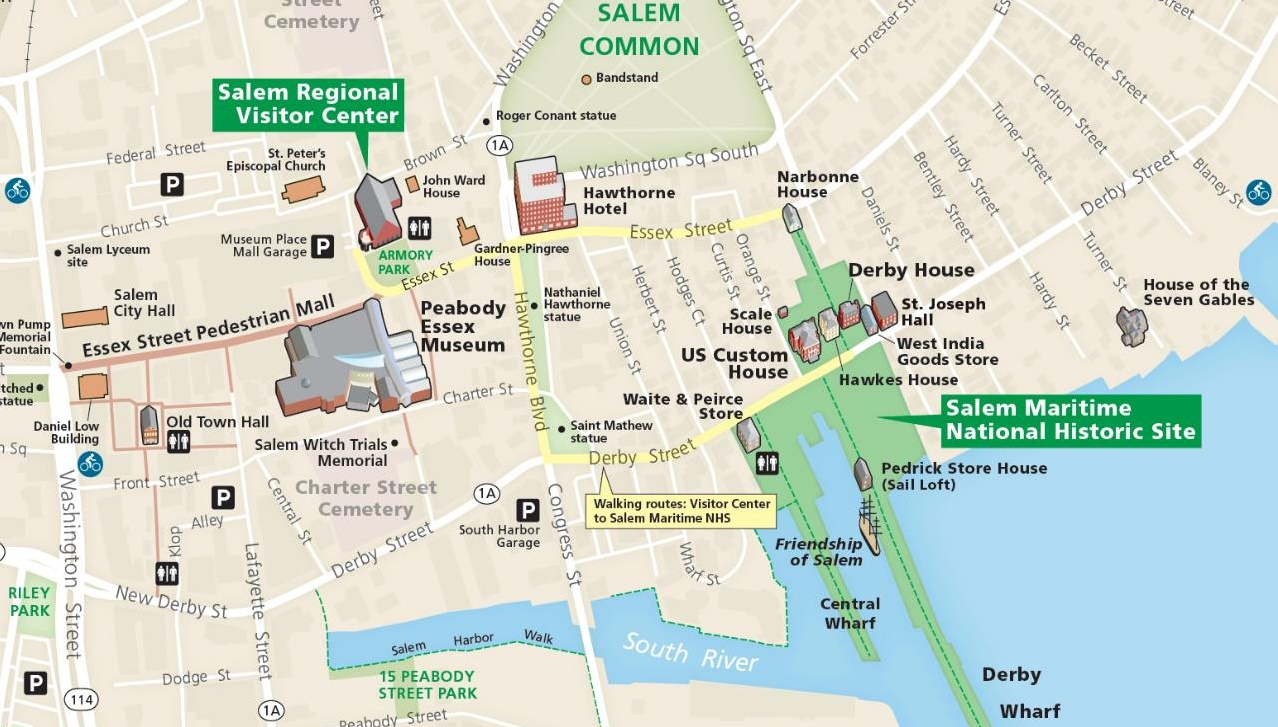 Street
Cemetery
SALEM
COMMON
Bandstand
Washington
Forrester St
Becket Street
Carlton Street
Turner Street
Hardy Street
Bentley Street
Daniels St
Derby Street
Blaney St
Salem Regional
Visitor Center
Roger Conant statue
1A
Federal Street
St. Peter's
Episcopal Church
Brown St
Washington Sq South
P
John Ward
House
Hawthorne
Hotel
Narbonne
House
Church St
Museum Place
Mall Garage
P
ARMORY
PARK
Gardner-Pingree
House
Essex Street
Essex St
Salem Lyceum
site
Orange St
Curtis St
Hodges Ct
Herbert St
Union St
Turner St
Hardy St
Derby House
House of the
Seven Gables
Salem
City Hall
Essex Street Pedestrian Mall
Peabody
Essex
Museum
Hawthorne Blvd
Nathaniel
Hawthorne
statue
Scale
House
St. Joseph
Hall
US Custom
House
West India
Goods Store
Hawkes House
wn Pump
Memorial
Fountain
tched
statue
Daniel Low
Building
Old Town Hall
Charter St
Waite & Peirce
Store
Salem Maritime
National Historic Site
Salem Witch Trials
Memorial
Saint Mathew
statue
Derby Street
n Sq
Front Street
Charter Street
Cemetery
Central St
Pedrick Store House
(Sail Loft)
1A
P
P
South Harbor
Garage
Walking routes: Visitor Center
to Salem Maritime NHS
Alley
Klop
Derby Street
Congress St
Wharf St
Friendship
of Salem
Washington Street
Lafayette Street
RILEY
PARK
New Derby St
Central
Wharf
Salem Harbor Walk
South River
15 PEABODY
STREET PARK
Dodge St
P
114
1A
Peabody Street
Derby
Wharf